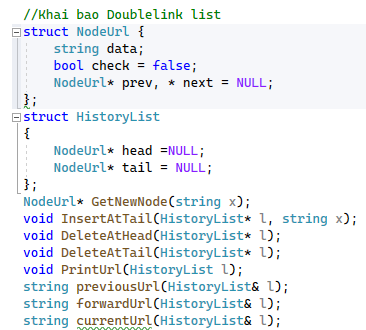 //Khai bao Doublelink list
struct NodeUrl {
    string data;
    bool check = false;
    NodeUrl* prev, * next = NULL;
};
struct HistoryList
{
    NodeUrl* head =NULL;
    NodeUrl* tail = NULL;
};
NodeUrl* GetNewNode(string x);
void InsertAtTail(HistoryList* l, string x);
void DeleteAtHead(HistoryList* l);
void DeleteAtTail(HistoryList* l);
void PrintUrl(HistoryList l);
string previousUrl(HistoryList& l);
string forwardUrl(HistoryList& l);
string currentUrl(HistoryList& l);